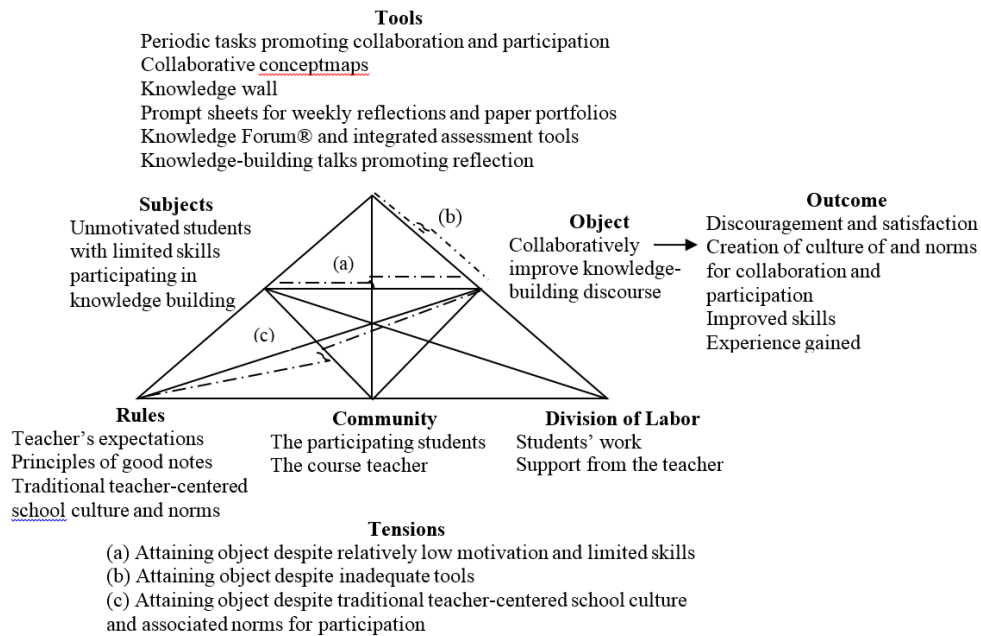 Tools
Periodic tasks promoting collaboration and participation
Collaborative conceptmaps
Knowledge wall
Prompt sheets for weekly reflections and paper portfolios
Knowledge Forum® and integrated assessment tools
Knowledge-building talks promoting reflection
Subjects
Unmotivated students
with limited skills
participating in
knowledge building
(a)
(b)
(c)
Object
Collaboratively
improve knowledge-
building discourse
Outcome
Discouragement and satisfaction
Creation of culture of and norms
for collaboration and
participation
Improved skills
Experience gained
Rules
Teacher’s expectations
Principles of good notes
Traditional teacher-centered
school culture and norms
Community
The participating students
The course teacher
Division of Labor
Students’ work
Support from the teacher
Tensions
(a) Attaining object despite relatively low motivation and limited skills
(b) Attaining object despite inadequate tools
(c) Attaining object despite traditional teacher-centered school culture
and associated norms for participation